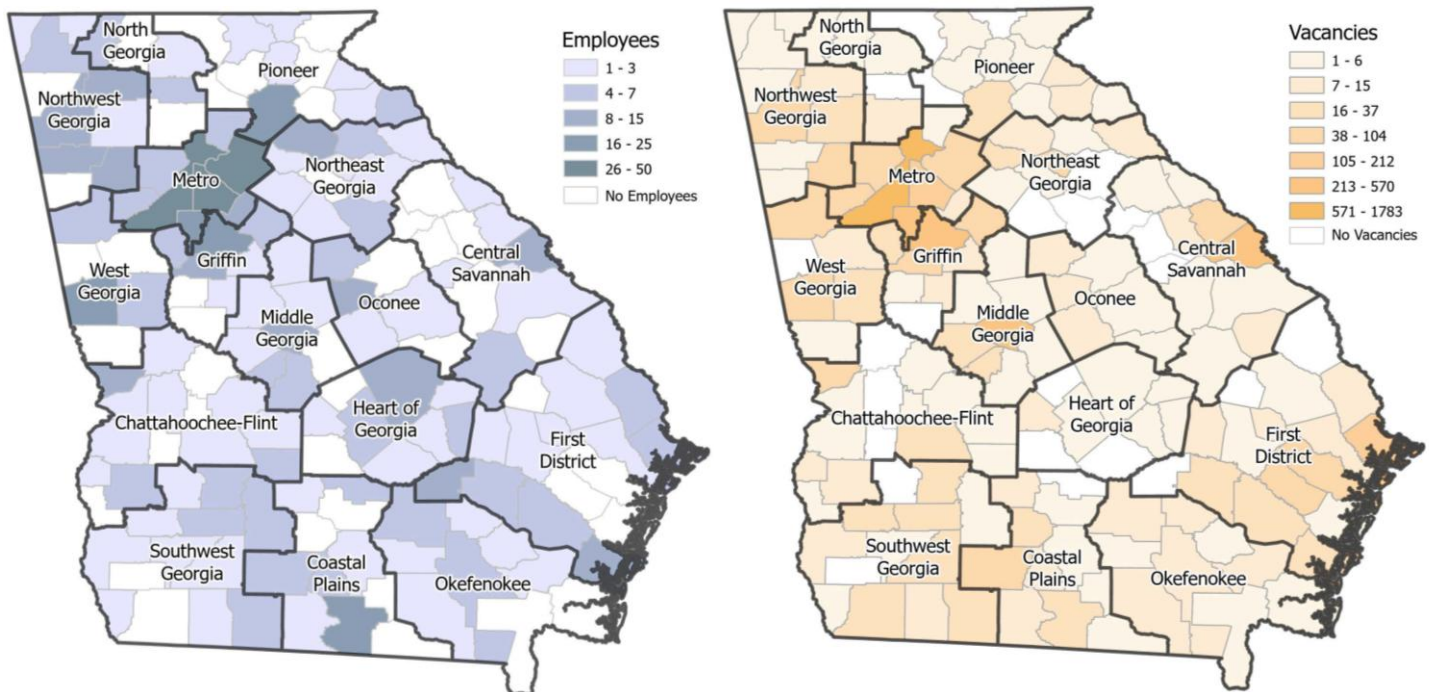 North
Georgia
Pioneer
Northwest
Georgia
Northeast
Georgia
Metro
Griffin
Central
Savannah
West
Georgia
Oconee
Middle
Georgia
Heart of
Georgia
Chattahoochee-Flint
First
District
Southwest
Georgia
Coastal
Plains
Okefenokee
Employees
1 - 3
4 - 7
8 - 15
16 - 25
26 - 50
No Employees
North
Georgia
Pioneer
Northwest
Georgia
Northeast
Georgia
Metro
Griffin
Central
Savannah
West
Georgia
Oconee
Middle
Georgia
Heart of
Georgia
Chattahoochee-Flint
First
District
Southwest
Georgia
Coastal
Plains
Okefenokee
Vacancies
1 - 6
7 - 15
16 - 37
38 - 104
105 - 212
213 - 570
571 - 1783
No Vacancies